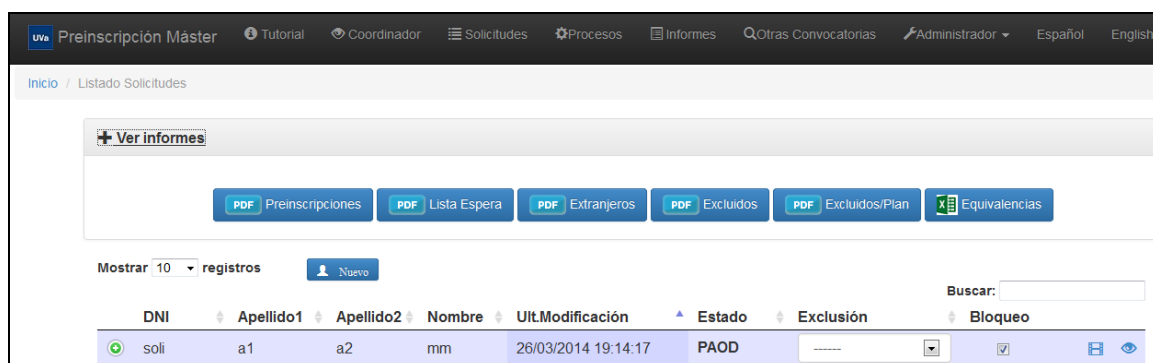 UVa Preinscripción Máster Tutorial Coordinador Solicitudes Procesos Informes Otras Convocatorias Administrador Español English
Inicio / Listado Solicitudes
Ver informes
PDF Preinscripciones PDF Lista Espera PDF Extranjeros PDF Excluidos PDF Excluidos/Plan Equivalencias
Mostrar 10 registros Nuevo
Buscar:
DNI Apellido1 Apellido2 Nombre Ult.Modificación Estado Exclusión Bloqueo
soli a1 a2 mm 26/03/2014 19:14:17 PAOD ------